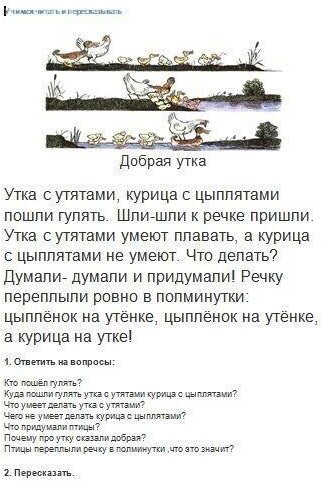 Учимся читать и пересказывать
Добрая утка
Утка с утятами, курица с цыплятами
пошли гулять. Шли-шли к речке пришли.
Утка с утятами умеют плавать, а курица
с цыплятами не умеют. Что делать?
Думали- думали и придумали! Речку
переплыли ровно в полминутки:
цыплёнок на утёнке, цыплёнок на утёнке,
а курица на утке!
1. Ответить на вопросы:
Кто пошёл гулять?
Куда пошли гулять утка с утятами курица с цыплятами?
Что умеет делать утка с утятами?
Чего не умеет делать курица с цыплятами?
Что придумали птицы?
Почему про утку сказали добрая?
Птицы переплыли речку в полминутки ,что это значит?
2. Пересказать.